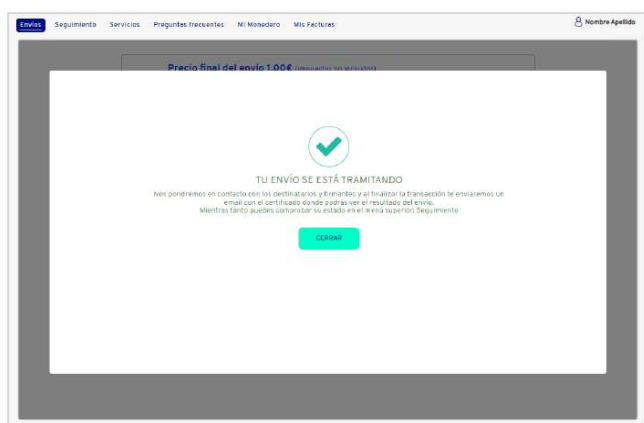 Envíos Seguimiento Servicios Preguntas frecuentes Mi Monedero Mis Facturas Nombre Apellido
Precio final del envío 1.00€ (impuestos no incluidos)
TU ENVÍO SE ESTÁ TRAMITANDO
Nos pondremos en contacto con los destinatarios y firmantes y al finalizar la transacción te enviaremos un
email con el certificado donde podrás ver el resultado del envío.
Mientras tanto puedes comprobar su estado en el menú superior Seguimiento
CERRAR